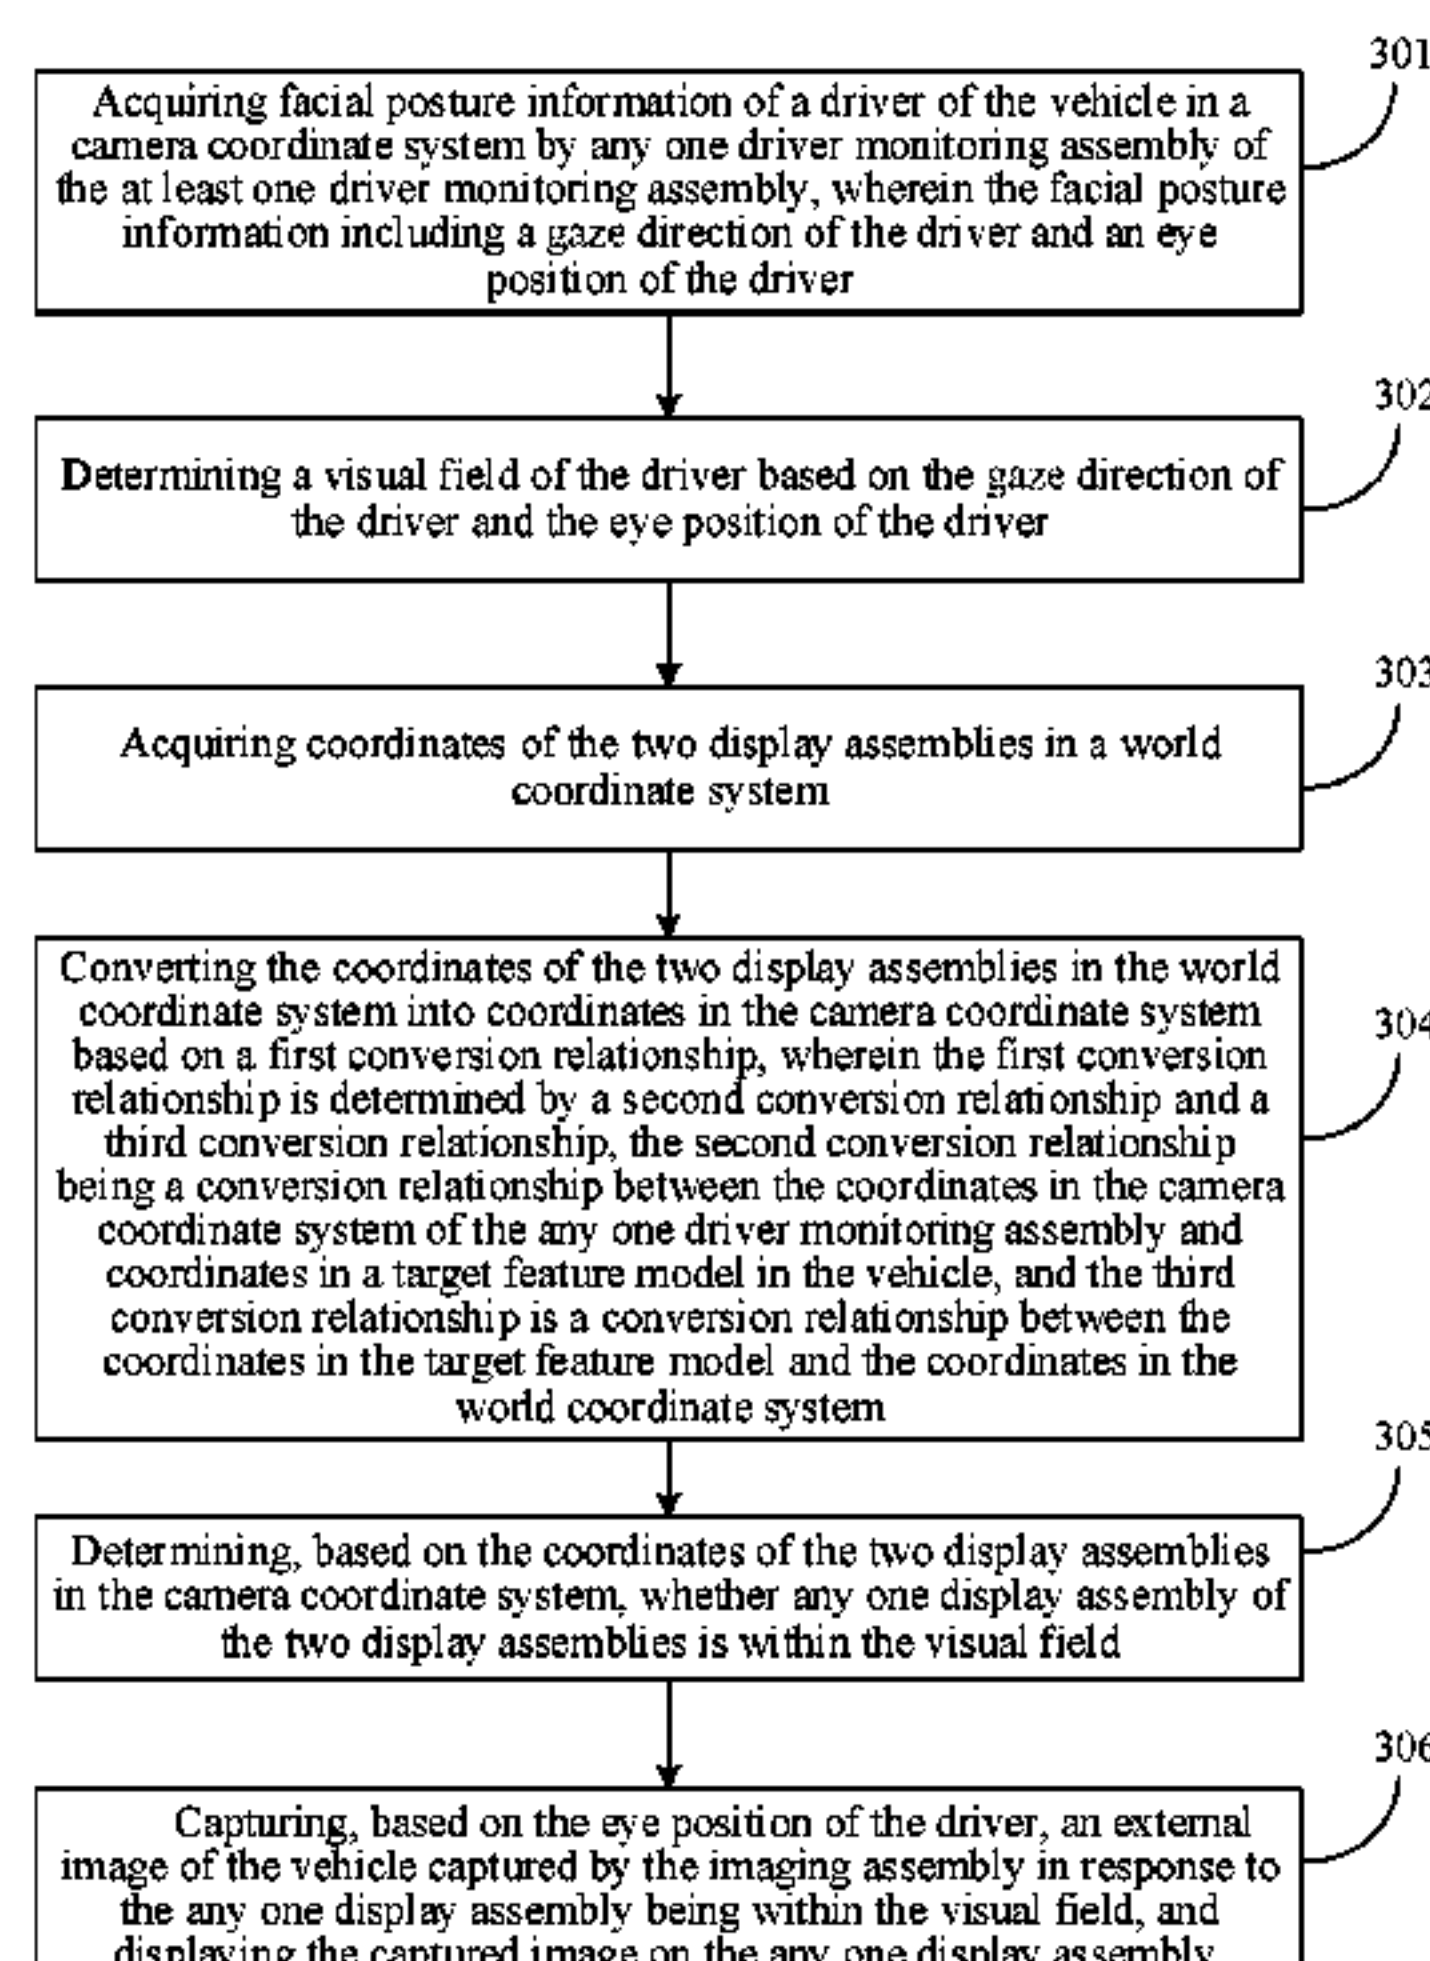 301
Acquiring facial posture information of a driver of the vehicle in a
camera coordinate system by any one driver monitoring assembly of
the at least one driver monitoring assembly, wherein the facial posture
information including a gaze direction of the driver and an eye
position of the driver
302
Determining a visual field of the driver based on the gaze direction of
the driver and the eye position of the driver
303
Acquiring coordinates of the two display assemblies in a world
coordinate system
304
Converting the coordinates of the two display assemblies in the world
coordinate system into coordinates in the camera coordinate system
based on a first conversion relationship, wherein the first conversion
relationship is determined by a second conversion relationship and a
third conversion relationship, the second conversion relationship
being a conversion relationship between the coordinates in the camera
coordinate system of the any one driver monitoring assembly and
coordinates in a target feature model in the vehicle, and the third
conversion relationship is a conversion relationship between the
coordinates in the target feature model and the coordinates in the
world coordinate system
305
Determining, based on the coordinates of the two display assemblies
in the camera coordinate system, whether any one display assembly of
the two display assemblies is within the visual field
306
Capturing, based on the eye position of the driver, an external
image of the vehicle captured by the imaging assembly in response to
the any one display assembly being within the visual field, and
displaying the captured image on the any one display assembly